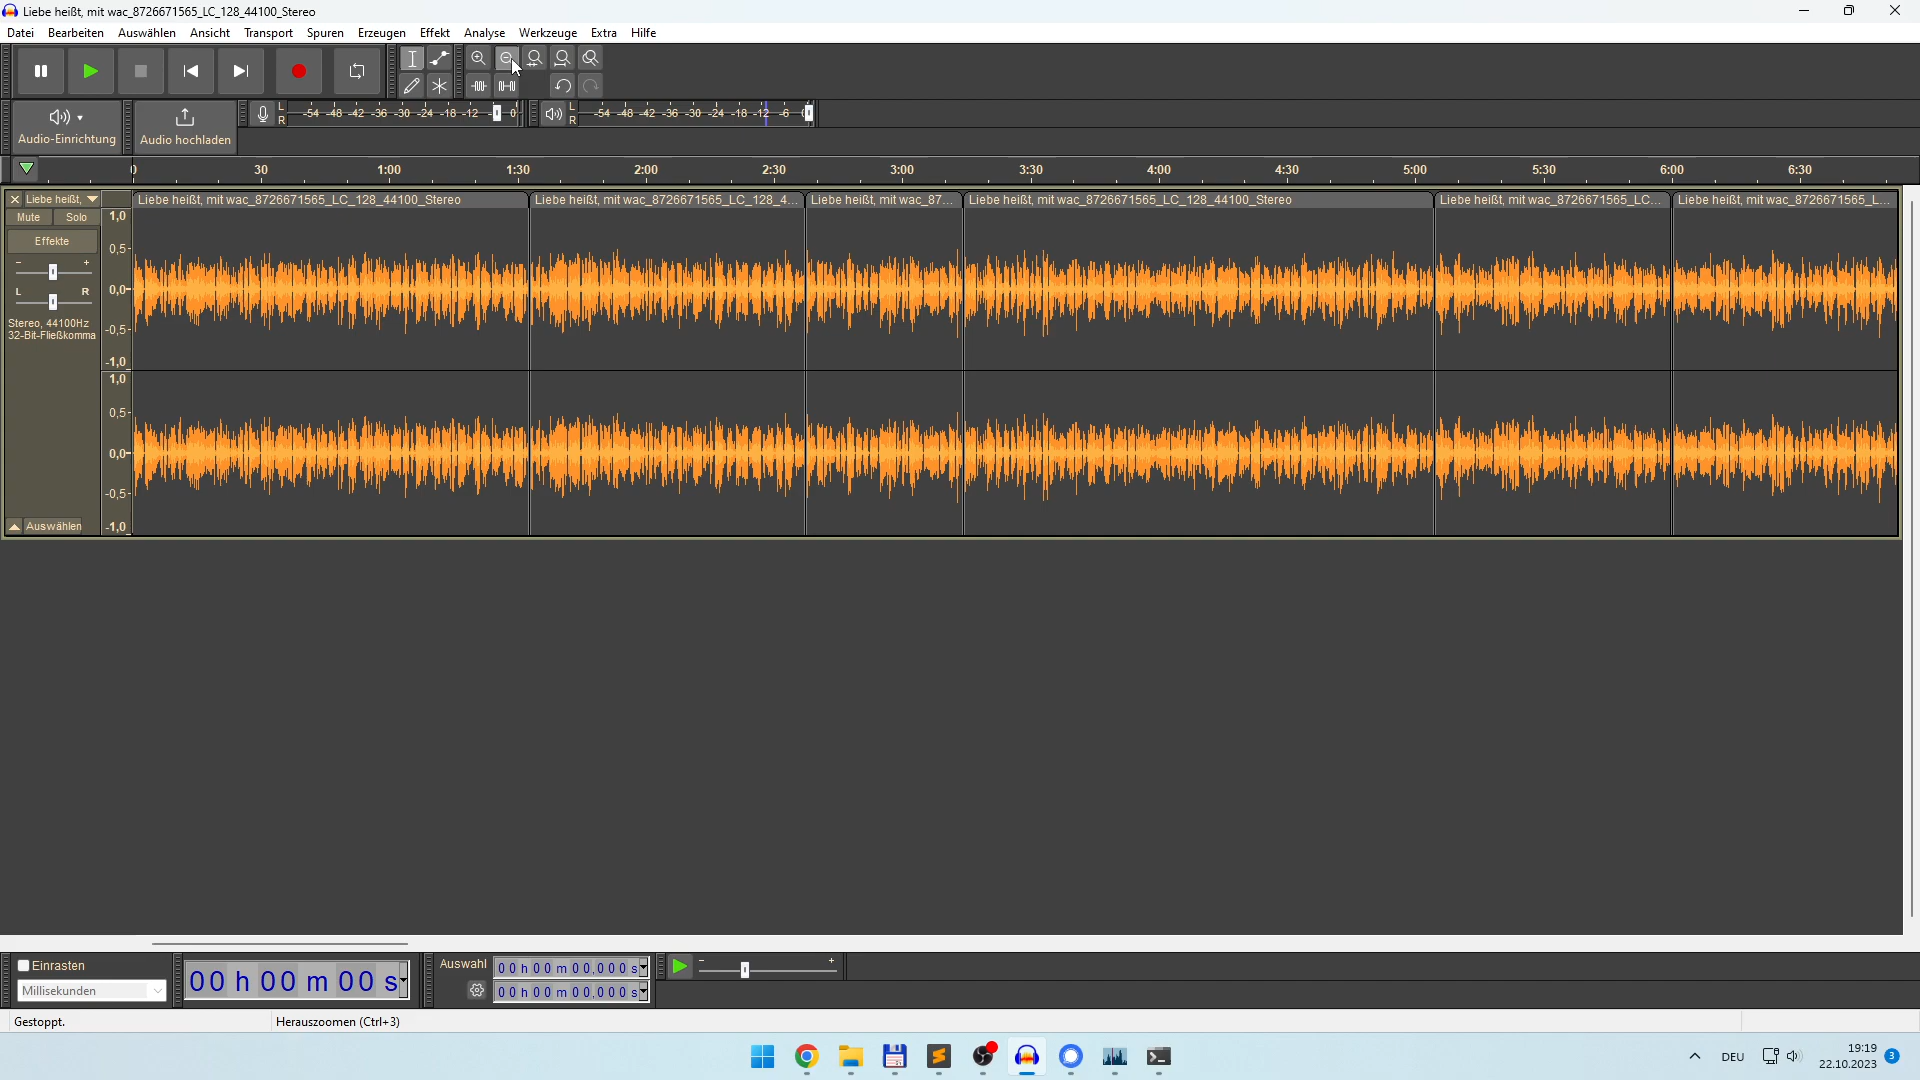 Liebe heißt, mit wac_8726671565_LC_128_44100_Stereo
Datei Bearbeiten Auswählen Ansicht Transport Spuren Erzeugen Effekt Analyse Werkzeuge Extra Hilfe
Audio-Einrichtung
Audio hochladen
L R -54 -48 -42 -36 -30 -24 -18 -12 0
L R -54 -48 -42 -36 -30 -24 -18 -12 -6
0 30 1:00 1:30 2:00 2:30 3:00 3:30 4:00 4:30 5:00 5:30 6:00 6:30
Liebe heißt,
Liebe heißt, mit wac_8726671565_LC_128_44100_Stereo
Liebe heißt, mit wac_8726671565_LC_128_4...
Liebe heißt, mit wac_87...
Liebe heißt, mit wac_8726671565_LC_128_44100_Stereo
Liebe heißt, mit wac_8726671565_LC...
Liebe heißt, mit wac_8726671565_L...
Mute Solo
Effekte
- +
L R
Stereo, 44100Hz
32-Bit-Fließkomma
Auswählen
1,0
0,5
0,0
-0,5
-1,0
1,0
0,5
0,0
-0,5
-1,0
Einrasten
Millisekunden
00 h 00 m 00 s
Auswahl
00 h 00 m 00,000 s
00 h 00 m 00,000 s
- +
Gestoppt.
Herauszoomen (Ctrl+3)
DEU
19:19
22.10.2023
3